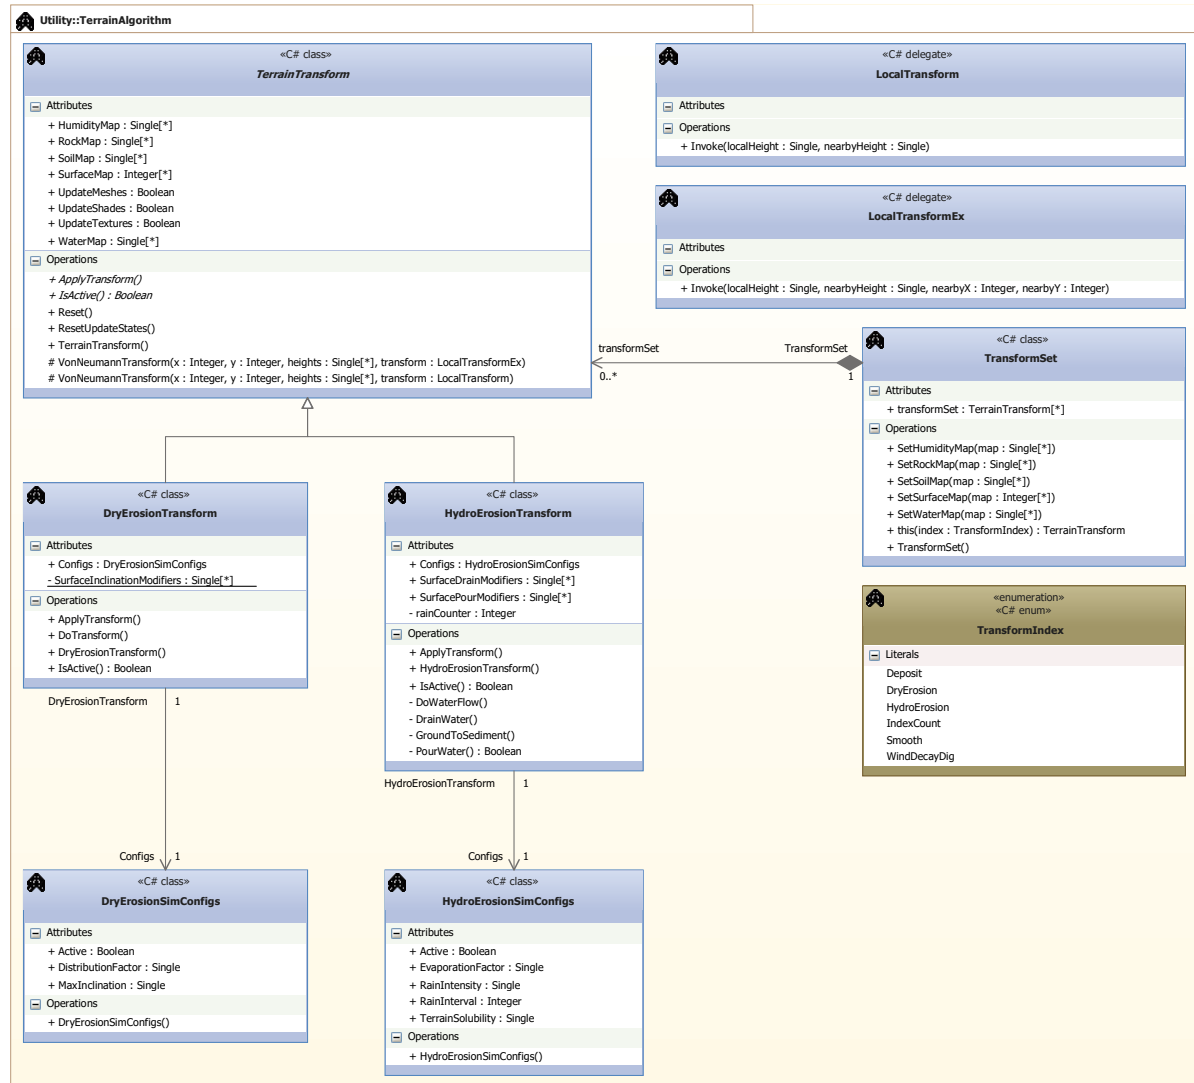 Utility::TerrainAlgorithm
«C# class»
TerrainTransform
Attributes
+ HumidityMap : Single[*]
+ RockMap : Single[*]
+ SoilMap : Single[*]
+ SurfaceMap : Integer[*]
+ UpdateMeshes : Boolean
+ UpdateShades : Boolean
+ UpdateTextures : Boolean
+ WaterMap : Single[*]
Operations
+ ApplyTransform()
+ IsActive() : Boolean
+ Reset()
+ ResetUpdateStates()
+ TerrainTransform()
# VonNeumannTransform(x : Integer, y : Integer, heights : Single[*], transform : LocalTransformEx)
# VonNeumannTransform(x : Integer, y : Integer, heights : Single[*], transform : LocalTransform)
«C# delegate»
LocalTransform
Attributes
Operations
+ Invoke(localHeight : Single, nearbyHeight : Single)
«C# delegate»
LocalTransformEx
Attributes
Operations
+ Invoke(localHeight : Single, nearbyHeight : Single, nearbyX : Integer, nearbyY : Integer)
transformSet
TransformSet
0..*
1
«C# class»
TransformSet
Attributes
+ transformSet : TerrainTransform[*]
Operations
+ SetHumidityMap(map : Single[*])
+ SetRockMap(map : Single[*])
+ SetSoilMap(map : Single[*])
+ SetSurfaceMap(map : Integer[*])
+ SetWaterMap(map : Single[*])
+ this(index : TransformIndex) : TerrainTransform
+ TransformSet()
«C# class»
DryErosionTransform
Attributes
+ Configs : DryErosionSimConfigs
- SurfaceInclinationModifiers : Single[*]
Operations
+ ApplyTransform()
+ DoTransform()
+ DryErosionTransform()
+ IsActive() : Boolean
DryErosionTransform
1
«C# class»
HydroErosionTransform
Attributes
+ Configs : HydroErosionSimConfigs
+ SurfaceDrainModifiers : Single[*]
+ SurfacePourModifiers : Single[*]
- rainCounter : Integer
Operations
+ ApplyTransform()
+ HydroErosionTransform()
+ IsActive() : Boolean
- DoWaterFlow()
- DrainWater()
- GroundToSediment()
- PourWater() : Boolean
HydroErosionTransform
1
«enumeration»
«C# enum»
TransformIndex
Literals
Deposit
DryErosion
HydroErosion
IndexCount
Smooth
WindDecayDig
Configs
1
«C# class»
DryErosionSimConfigs
Attributes
+ Active : Boolean
+ DistributionFactor : Single
+ MaxInclination : Single
Operations
+ DryErosionSimConfigs()
Configs
1
«C# class»
HydroErosionSimConfigs
Attributes
+ Active : Boolean
+ EvaporationFactor : Single
+ RainIntensity : Single
+ RainInterval : Integer
+ TerrainSolubility : Single
Operations
+ HydroErosionSimConfigs()